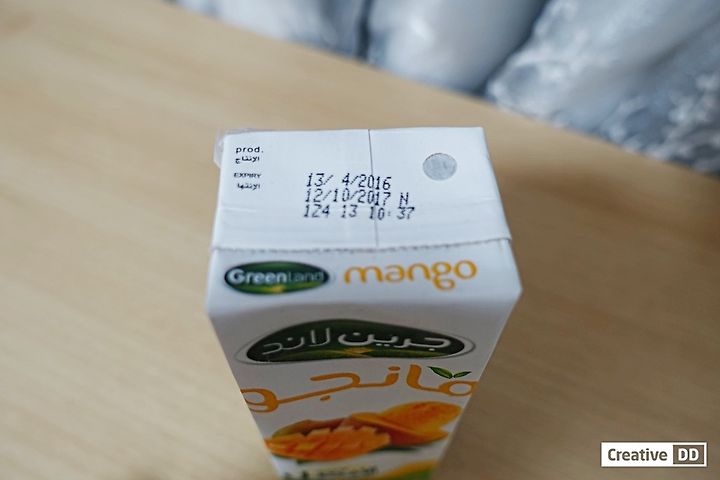 prod.
الإنتاج
EXPIRY
الإنتهاء
13/ 4/2016
12/10/2017 N
124 13 16:37
Greenland mango
جرين لاند
مانجو
Creative DD